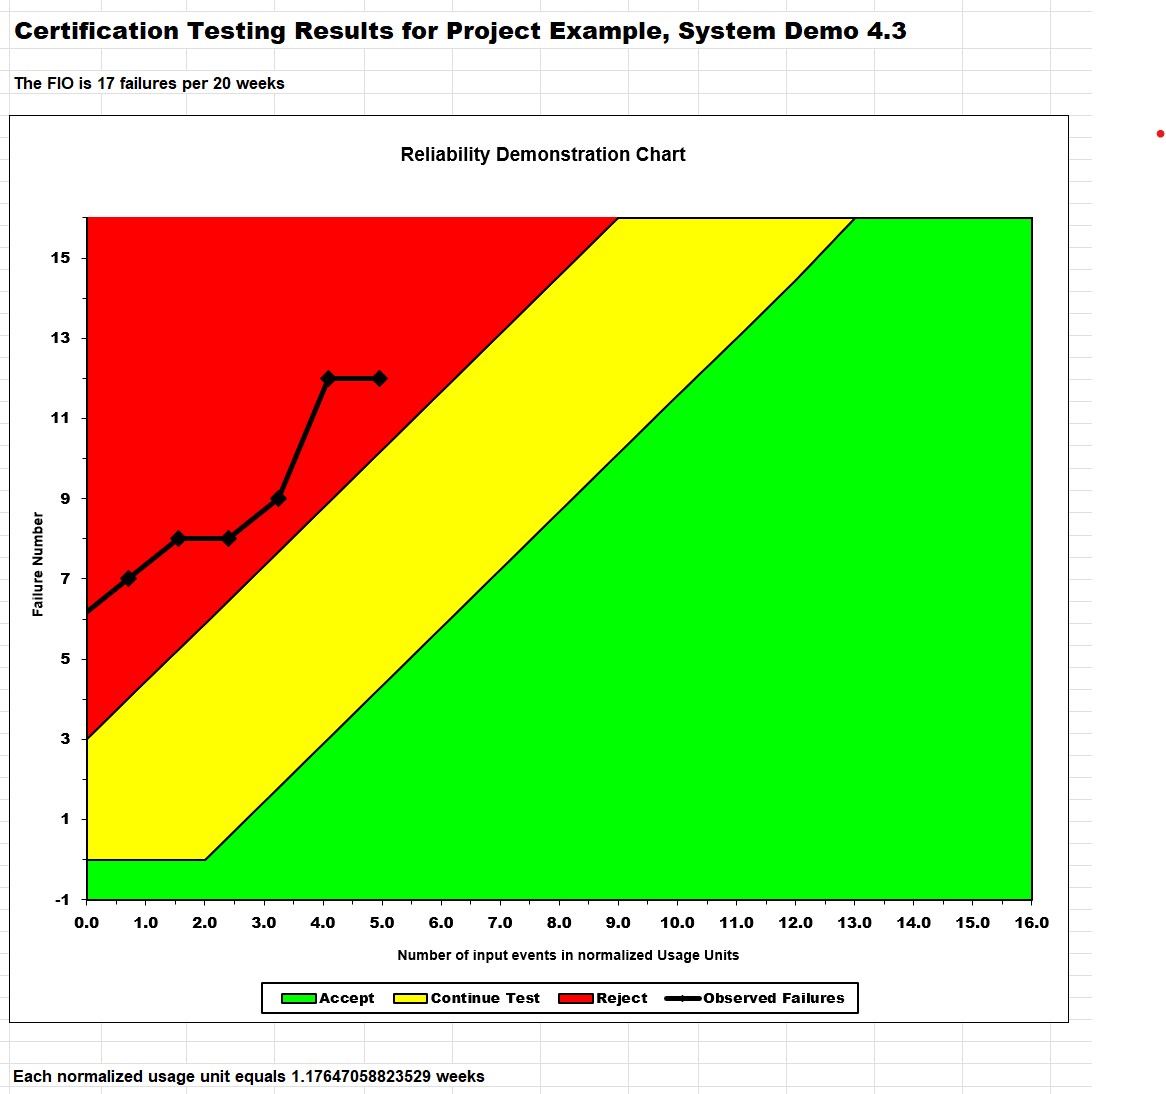 Certification Testing Results for Project Example, System Demo 4.3
The FIO is 17 failures per 20 weeks
Reliability Demonstration Chart
15
13
11
9
7
5
3
1
-1
Failure Number
0.0 1.0 2.0 3.0 4.0 5.0 6.0 7.0 8.0 9.0 10.0 11.0 12.0 13.0 14.0 15.0 16.0
Number of input events in normalized Usage Units
Accept Continue Test Reject Observed Failures
Each normalized usage unit equals 1.17647058823529 weeks